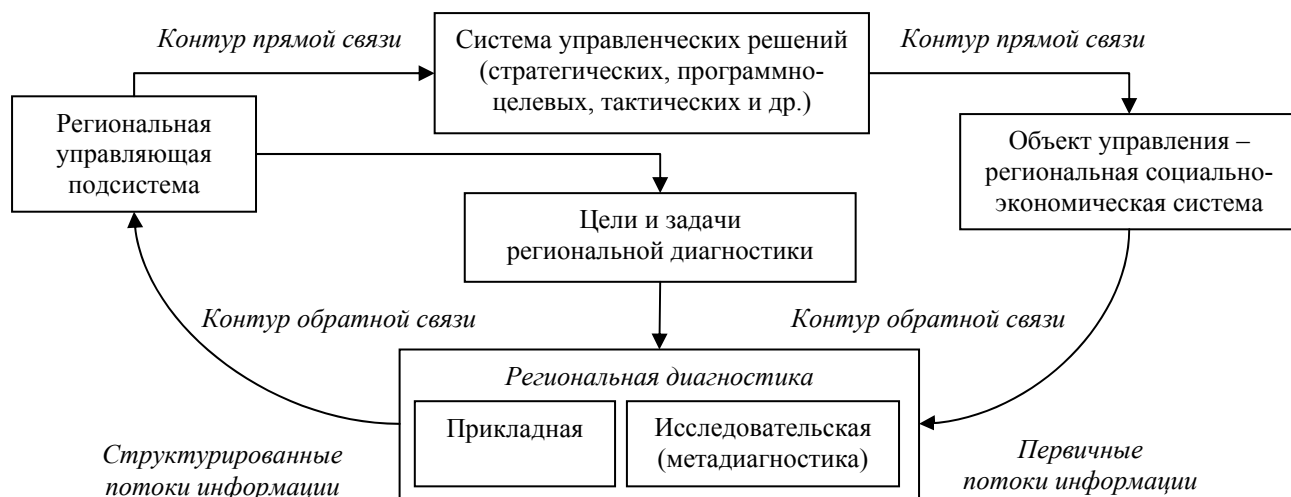 Контур прямой связи
Система управленческих решений
(стратегических, программно-
целевых, тактических и др.)
Контур прямой связи
Региональная
управляющая
подсистема
Объект управления –
региональная социально-
экономическая система
Цели и задачи
региональной диагностики
Контур обратной связи
Контур обратной связи
Региональная диагностика
Прикладная
Исследовательская
(метадиагностика)
Структурированные
потоки информации
Первичные
потоки информации